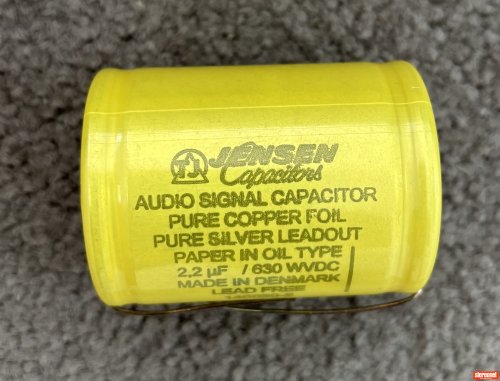 JENSEN
Capacitors
AUDIO SIGNAL CAPACITOR
PURE COPPER FOIL
PURE SILVER LEADOUT
PAPER IN OIL TYPE
2,2 µF / 630 WVDC
MADE IN DENMARK
LEAD FREE